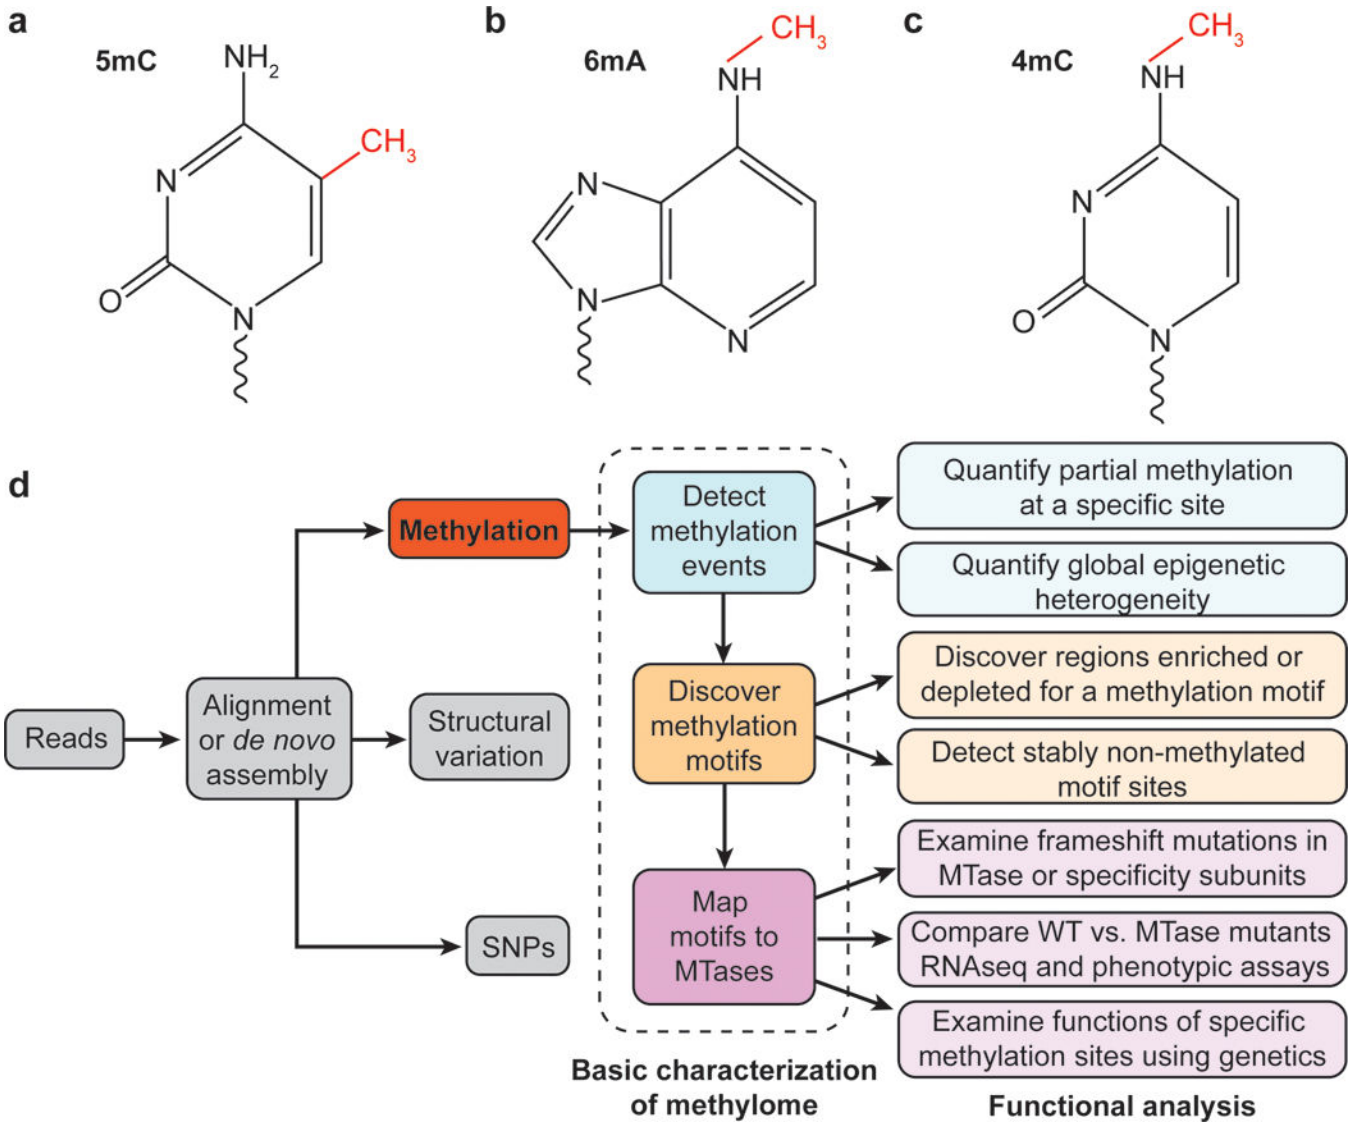 a
5mC
NH2
CH3
N
O
N
b
6mA
CH3
NH
N
N
N
c
4mC
CH3
NH
N
O
N
d
Reads
Alignment
or de novo
assembly
Methylation
Structural
variation
SNPs
Detect
methylation
events
Discover
methylation
motifs
Map
motifs to
MTases
Basic characterization
of methylome
Quantify partial methylation
at a specific site
Quantify global epigenetic
heterogeneity
Discover regions enriched or
depleted for a methylation motif
Detect stably non-methylated
motif sites
Examine frameshift mutations in
MTase or specificity subunits
Compare WT vs. MTase mutants
RNAseq and phenotypic assays
Examine functions of specific
methylation sites using genetics
Functional analysis